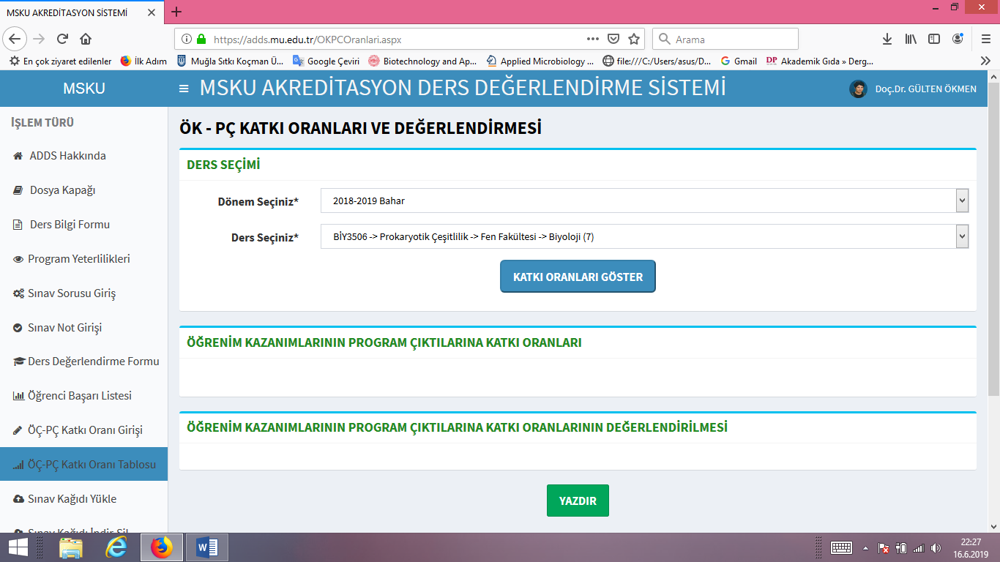 MSKU AKREDİTASYON SİSTEMİ
https://adds.mu.edu.tr/OKPCOranlari.aspx
Arama
En çok ziyaret edilenler İlk Adım Muğla Sıtkı Koçman Ü... Google Çeviri Biotechnology and Ap... Applied Microbiology ... file:///C:/Users/asus/D... Gmail DP Akademik Gıda » Derg...
MSKU
MSKU AKREDİTASYON DERS DEĞERLENDİRME SİSTEMİ
Doç.Dr. GÜLTEN ÖKMEN
İŞLEM TÜRÜ
ADDS Hakkında
Dosya Kapağı
Ders Bilgi Formu
Program Yeterlilikleri
Sınav Sorusu Giriş
Sınav Not Girişi
Ders Değerlendirme Formu
Öğrenci Başarı Listesi
ÖÇ-PÇ Katkı Oranı Girişi
ÖÇ-PÇ Katkı Oranı Tablosu
Sınav Kağıdı Yükle
Sınav Kağıdı İndir Sil
ÖK - PÇ KATKI ORANLARI VE DEĞERLENDİRMESİ
DERS SEÇİMİ
Dönem Seçiniz* 2018-2019 Bahar
Ders Seçiniz* BİY3506 -> Prokaryotik Çeşitlilik -> Fen Fakültesi -> Biyoloji (7)
KATKI ORANLARI GÖSTER
ÖĞRENİM KAZANIMLARININ PROGRAM ÇIKTILARINA KATKI ORANLARI
ÖĞRENİM KAZANIMLARININ PROGRAM ÇIKTILARINA KATKI ORANLARININ DEĞERLENDİRİLMESİ
YAZDIR
22:27
16.6.2019